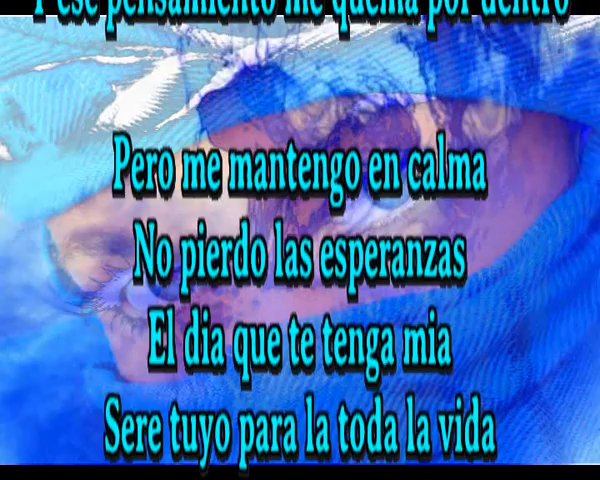 ese pensamiento me quema por dentro
Pero me mantengo en calma
No pierdo las esperanzas
El dia que te tenga mia
Sere tuyo para la toda la vida